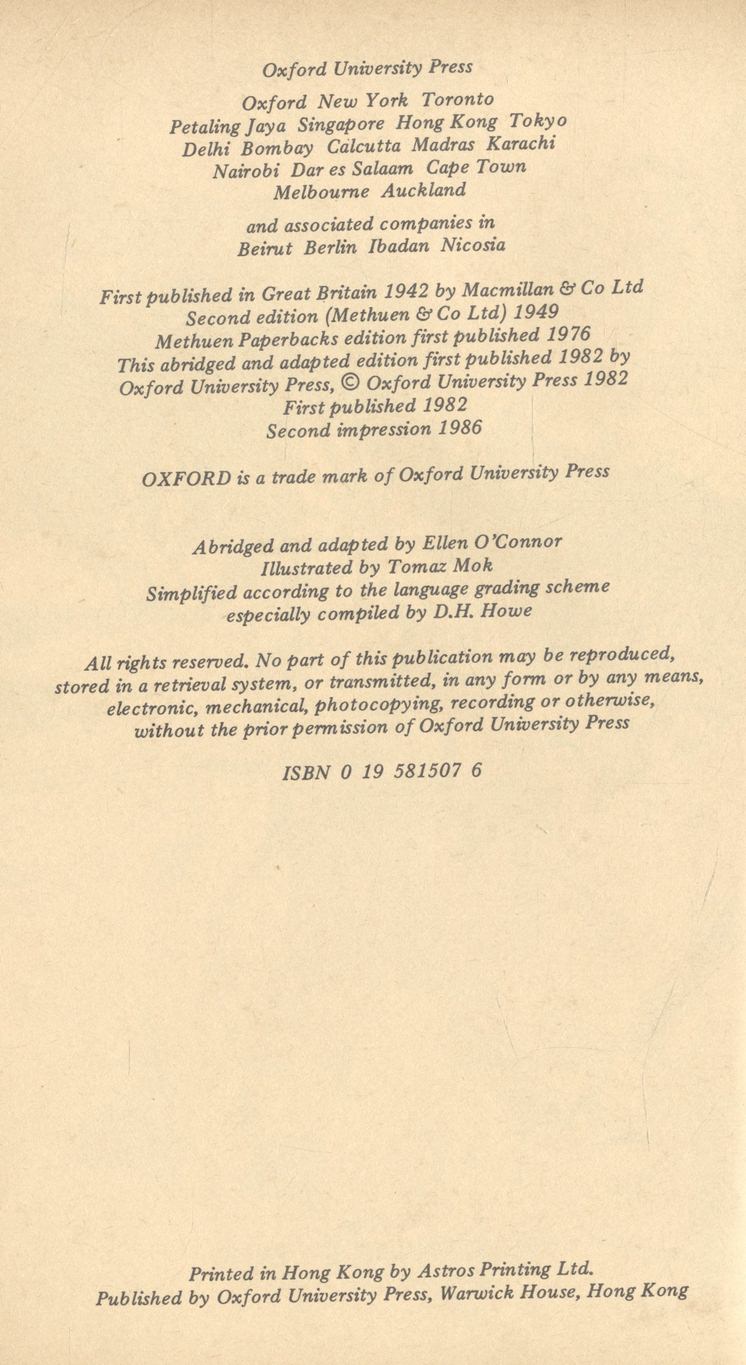 Oxford University Press
Oxford New York Toronto
Petaling Jaya Singapore Hong Kong Tokyo
Delhi Bombay Calcutta Madras Karachi
Nairobi Dar es Salaam Cape Town
Melbourne Auckland
and associated companies in
Beirut Berlin Ibadan Nicosia
First published in Great Britain 1942 by Macmillan & Co Ltd
Second edition (Methuen & Co Ltd) 1949
Methuen Paperbacks edition first published 1976
This abridged and adapted edition first published 1982 by
Oxford University Press, © Oxford University Press 1982
First published 1982
Second impression 1986
OXFORD is a trade mark of Oxford University Press
Abridged and adapted by Ellen O'Connor
Illustrated by Tomaz Mok
Simplified according to the language grading scheme
especially compiled by D.H. Howe
All rights reserved. No part of this publication may be reproduced,
stored in a retrieval system, or transmitted, in any form or by any means,
electronic, mechanical, photocopying, recording or otherwise,
without the prior permission of Oxford University Press
ISBN 0 19 581507 6
Printed in Hong Kong by Astros Printing Ltd.
Published by Oxford University Press, Warwick House, Hong Kong